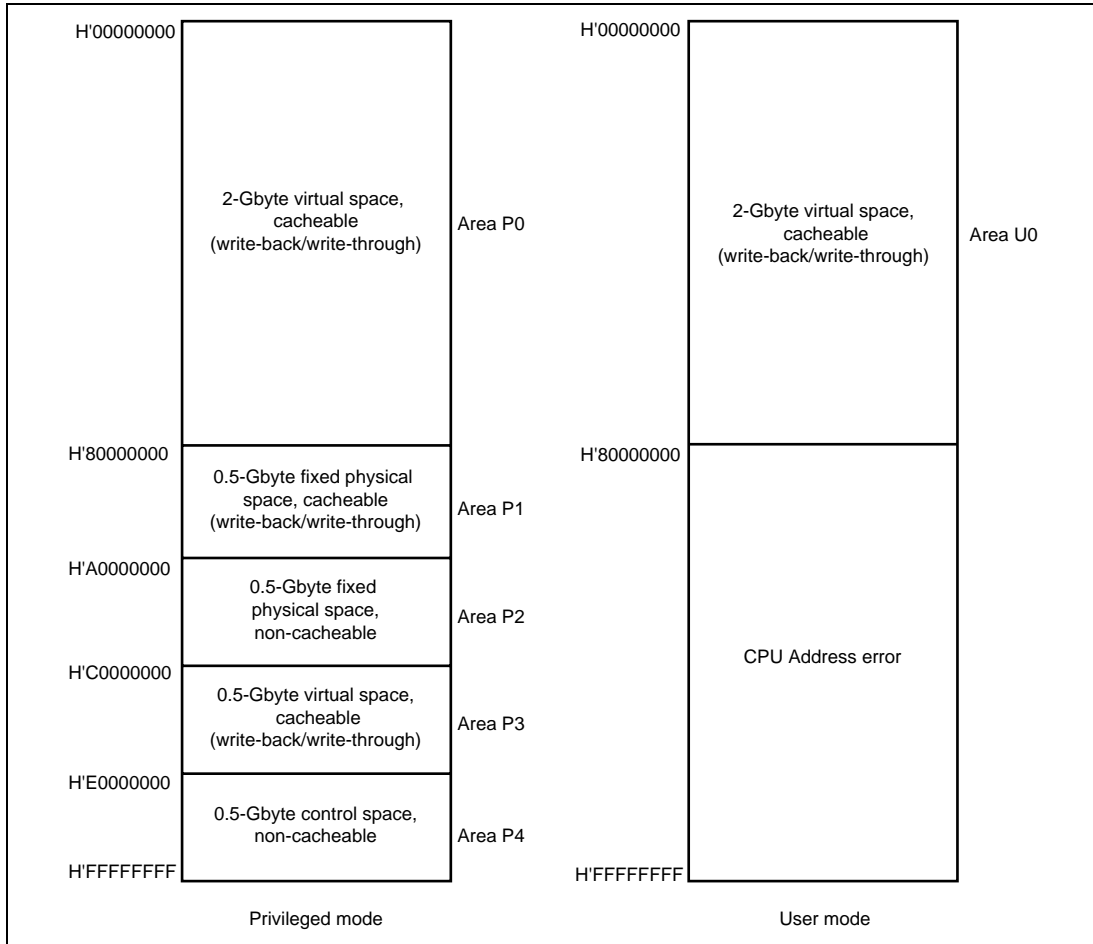 H'00000000
2-Gbyte virtual space,
cacheable
(write-back/write-through)
Area P0
H'80000000
0.5-Gbyte fixed physical
space, cacheable
(write-back/write-through)
Area P1
H'A0000000
0.5-Gbyte fixed
physical space,
non-cacheable
Area P2
H'C0000000
0.5-Gbyte virtual space,
cacheable
(write-back/write-through)
Area P3
H'E0000000
0.5-Gbyte control space,
non-cacheable
Area P4
H'FFFFFFFF
Privileged mode
H'00000000
2-Gbyte virtual space,
cacheable
(write-back/write-through)
Area U0
H'80000000
CPU Address error
H'FFFFFFFF
User mode